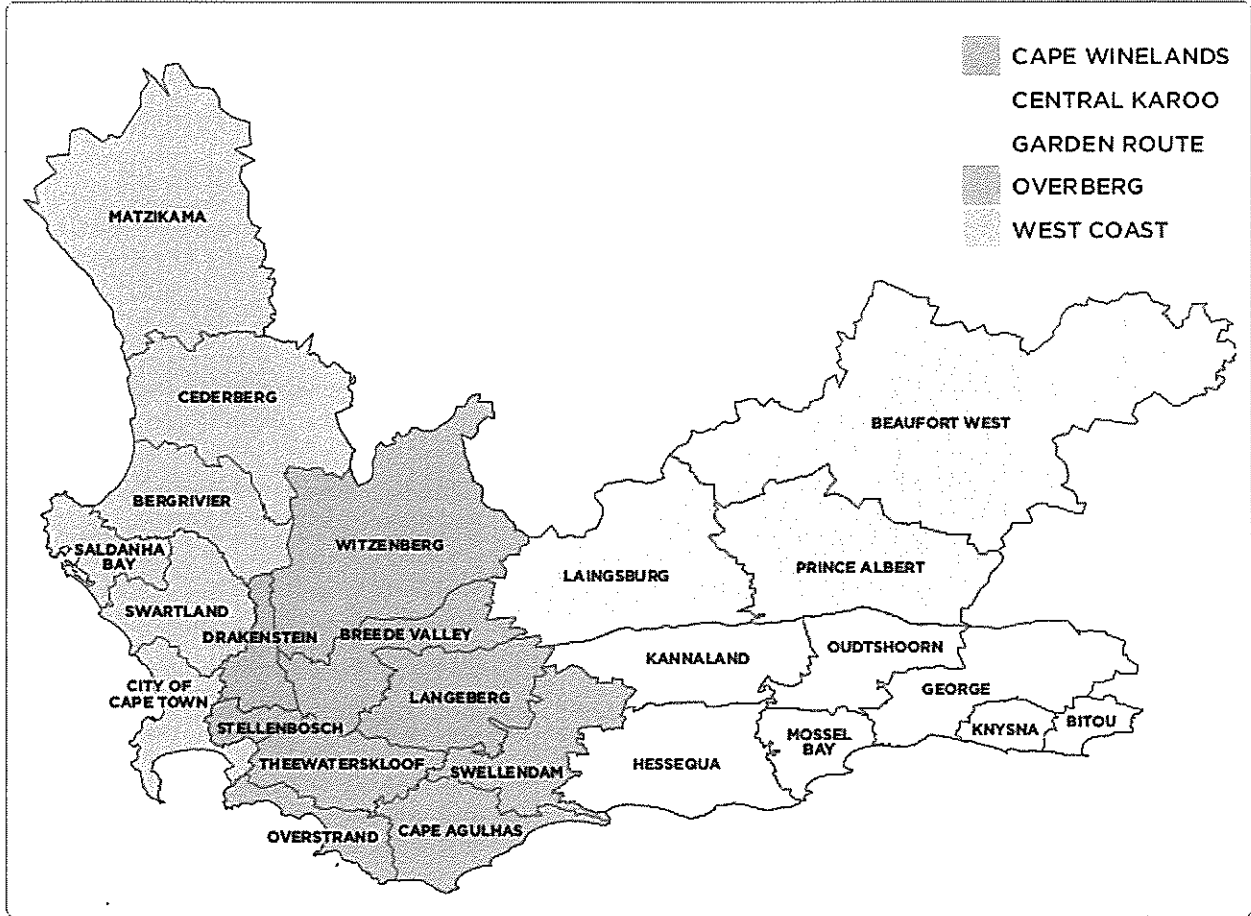 CAPE WINELANDS
CENTRAL KAROO
GARDEN ROUTE
OVERBERG
WEST COAST
MATZIKAMA
CEDERBERG
BEAUFORT WEST
BERGRIVIER
WITZENBERG
SALDANHA
BAY
LAINGSBURG
PRINCE ALBERT
SWARTLAND
DRAKENSTEIN
BREEDE VALLEY
OUDTSHOORN
KANNALAND
CITY OF
CAPE TOWN
LANGEBERG
GEORGE
STELLENBOSCH
MOSSEL
BAY
KNYSNA
BITOU
THEEWATERSKLOOF
SWELLENDAM
HESSEQUA
OVERSTRAND
CAPE AGULHAS